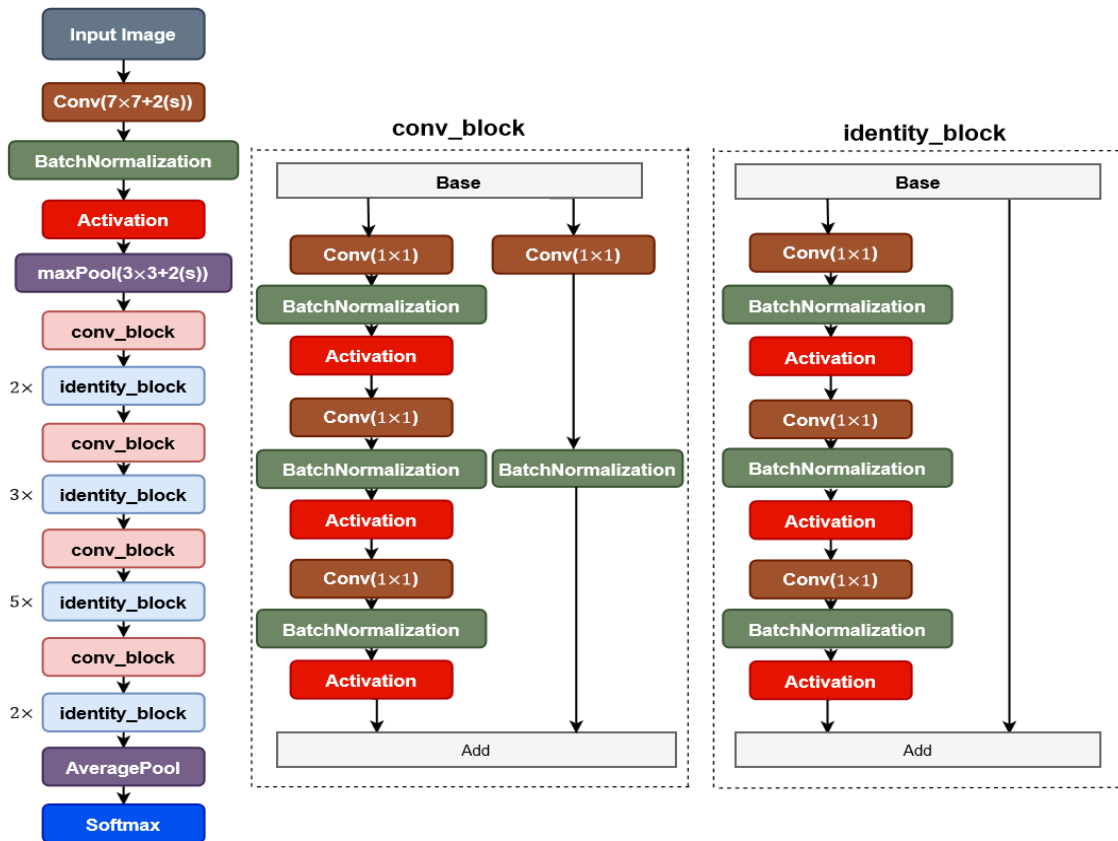 Input Image
Conv(7×7+2(s))
BatchNormalization
Activation
maxPool(3×3+2(s))
conv_block
2× identity_block
conv_block
3× identity_block
conv_block
5× identity_block
conv_block
2× identity_block
AveragePool
Softmax
conv_block
Base
Conv(1×1) Conv(1×1)
BatchNormalization
Activation
Conv(1×1)
BatchNormalization BatchNormalization
Activation
Conv(1×1)
BatchNormalization
Activation
Add
identity_block
Base
Conv(1×1)
BatchNormalization
Activation
Conv(1×1)
BatchNormalization
Activation
Conv(1×1)
BatchNormalization
Activation
Add